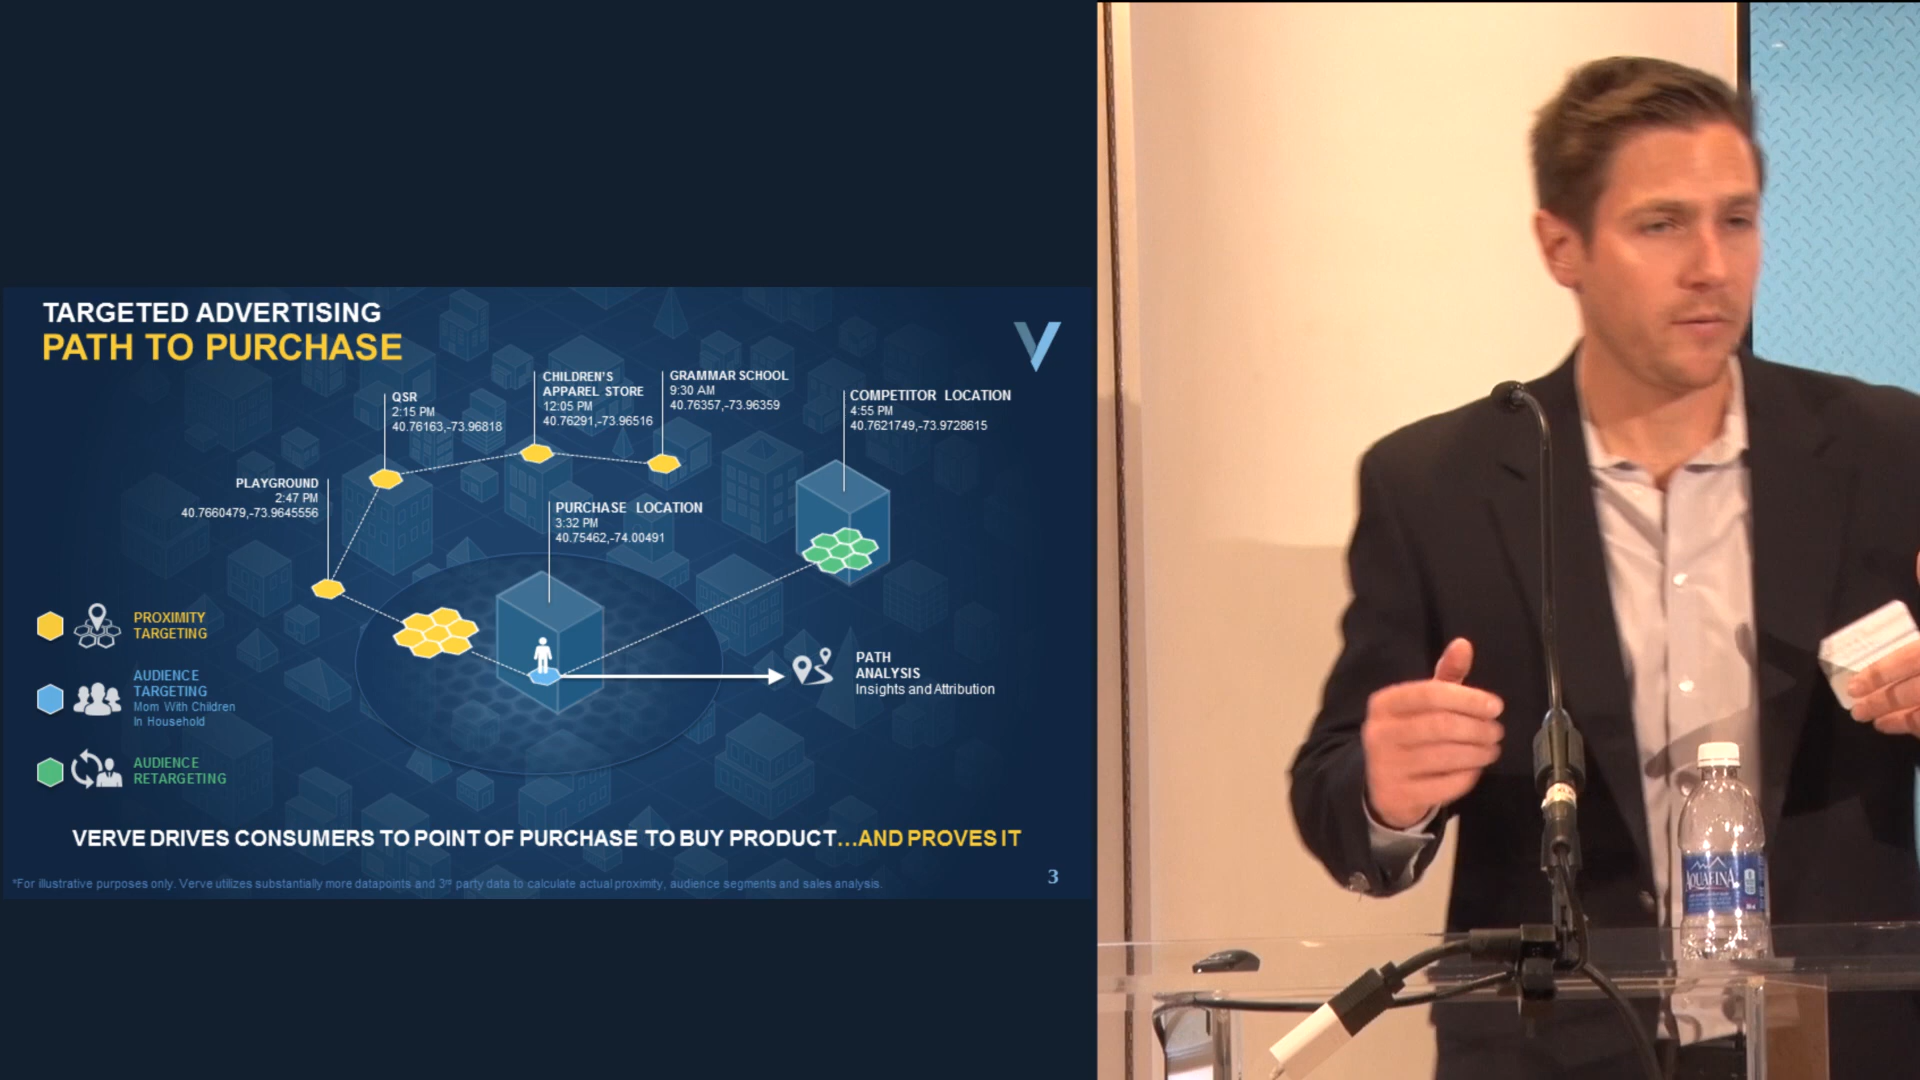 TARGETED ADVERTISING
PATH TO PURCHASE
QSR
2:15 PM
40.76163,-73.96818
CHILDREN'S
APPAREL STORE
12:05 PM
40.76291,-73.96516
GRAMMAR SCHOOL
9:30 AM
40.76357,-73.96359
COMPETITOR LOCATION
4:55 PM
40.7621749,-73.9728615
PLAYGROUND
2:47 PM
40.7660479,-73.9645556
PURCHASE LOCATION
3:32 PM
40.75462,-74.00491
PROXIMITY
TARGETING
AUDIENCE
TARGETING
Mom With Children
In Household
AUDIENCE
RETARGETING
PATH
ANALYSIS
Insights and Attribution
VERVE DRIVES CONSUMERS TO POINT OF PURCHASE TO BUY PRODUCT...AND PROVES IT
*For illustrative purposes only. Verve utilizes substantially more datapoints and 3rd party data to calculate actual proximity, audience segments and sales analysis.
3
AQUAFINA